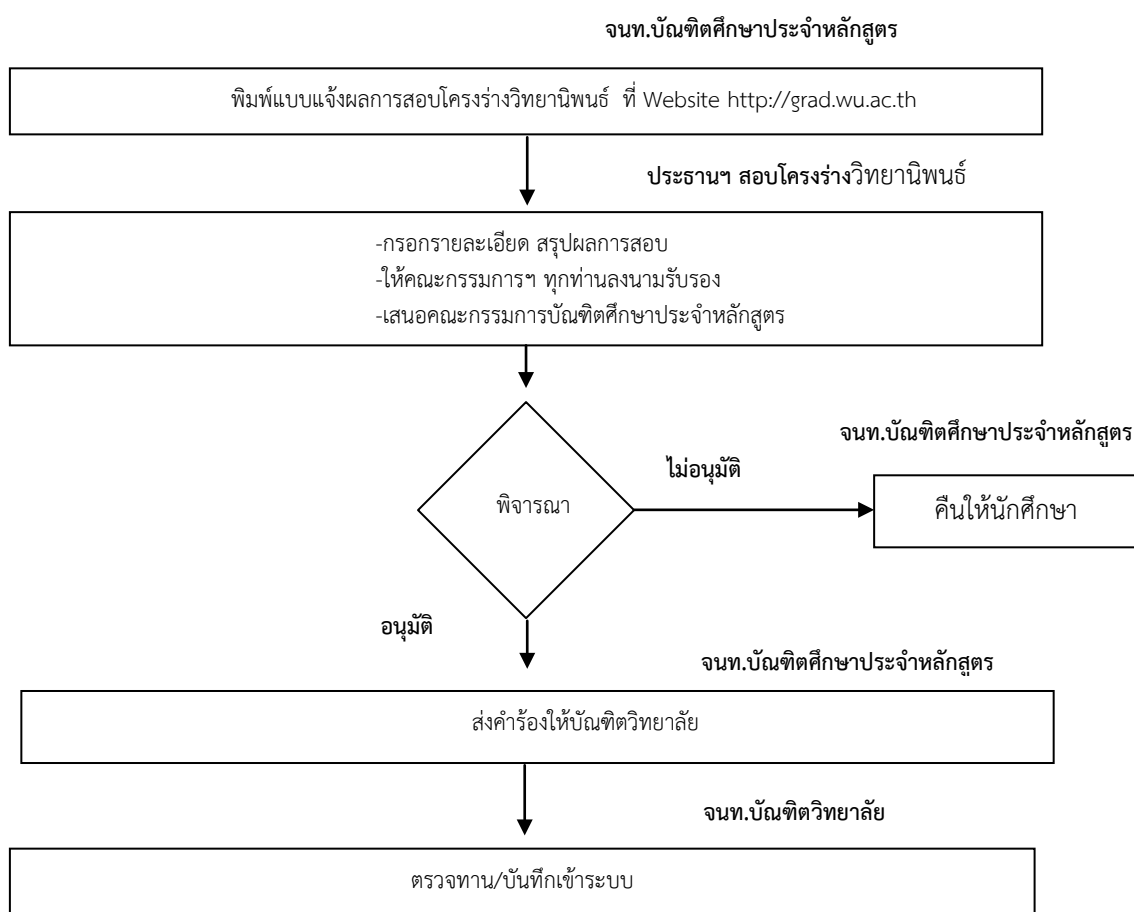 จนท.บัณฑิตศึกษาประจำหลักสูตร
พิมพ์แบบแจ้งผลการสอบโครงร่างวิทยานิพนธ์ ที่ Website http://grad.wu.ac.th
ประธานฯ สอบโครงร่างวิทยานิพนธ์
-กรอกรายละเอียด สรุปผลการสอบ
-ให้คณะกรรมการฯ ทุกท่านลงนามรับรอง
-เสนอคณะกรรมการบัณฑิตศึกษาประจำหลักสูตร
จนท.บัณฑิตศึกษาประจำหลักสูตร
ไม่อนุมัติ
พิจารณา
คืนให้นักศึกษา
อนุมัติ
จนท.บัณฑิตศึกษาประจำหลักสูตร
ส่งคำร้องให้บัณฑิตวิทยาลัย
จนท.บัณฑิตวิทยาลัย
ตรวจทาน/บันทึกเข้าระบบ